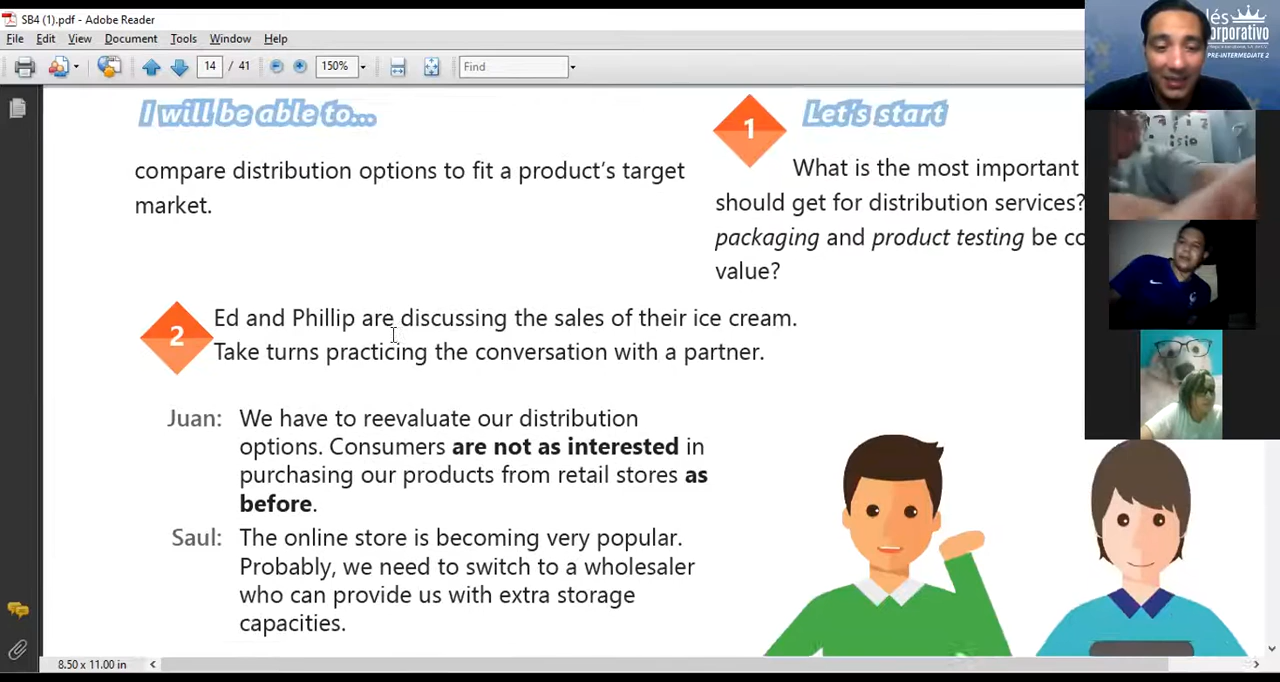 SB4 (1).pdf - Adobe Reader
File Edit View Document Tools Window Help
14 / 41 150% Find
I will be able to...
compare distribution options to fit a product's target
market.
1 Let's start
What is the most important
should get for distribution services?
packaging and product testing be co
value?
2 Ed and Phillip are discussing the sales of their ice cream.
Take turns practicing the conversation with a partner.
Juan: We have to reevaluate our distribution
options. Consumers are not as interested in
purchasing our products from retail stores as
before.
Saul: The online store is becoming very popular.
Probably, we need to switch to a wholesaler
who can provide us with extra storage
capacities.
8.50 x 11.00 in
lés
orporativo
PRE-INTERMEDIATE 2